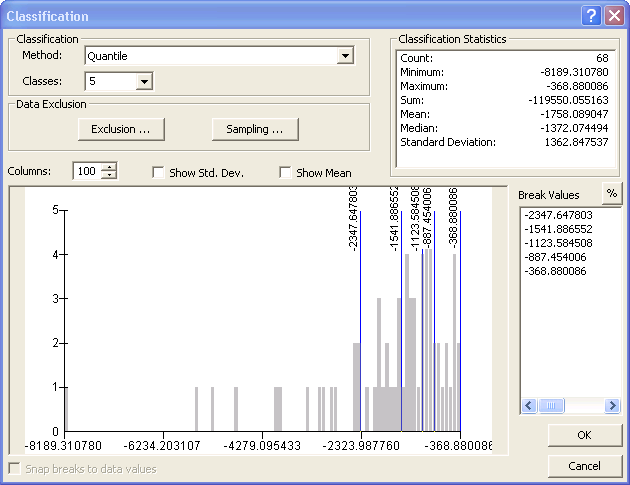 Classification
Classification
Method: Quantile
Classes: 5
Data Exclusion
Exclusion ...
Sampling ...
Classification Statistics
Count: 68
Minimum: -8189.310780
Maximum: -368.880086
Sum: -119550.055163
Mean: -1758.089047
Median: -1372.074494
Standard Deviation: 1362.847537
Columns: 100
Show Std. Dev.
Show Mean
Break Values
%
-2347.647803
-1541.886552
-1123.584508
-887.454006
-368.880086
-2347.647803
-1541.886552
-1123.584508
-887.454006
-368.880086
5
4
3
2
1
0
-8189.310780
-6234.203107
-4279.095433
-2323.987760
-368.880086
OK
Cancel
Snap breaks to data values